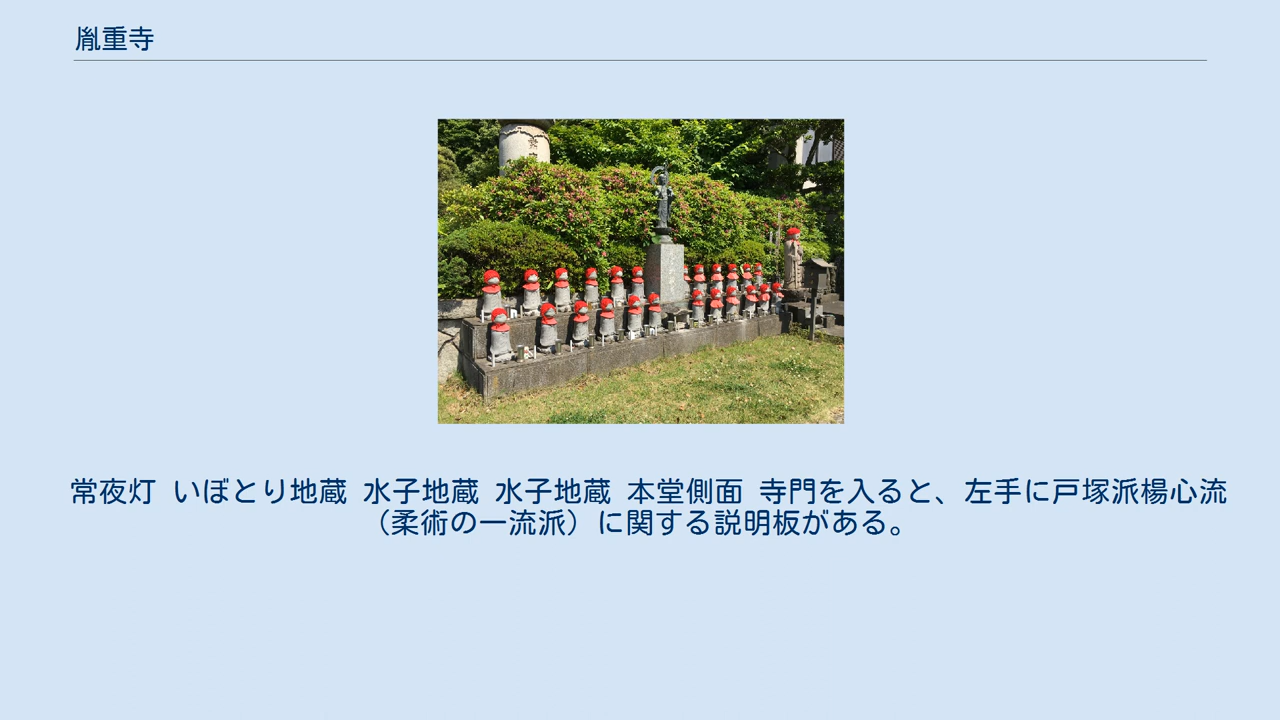 胤重寺
常夜灯 いぼとり地蔵 水子地蔵 水子地蔵 本堂側面 寺門を入ると、左手に戸塚派楊心流
（柔術の一流派）に関する説明板がある。